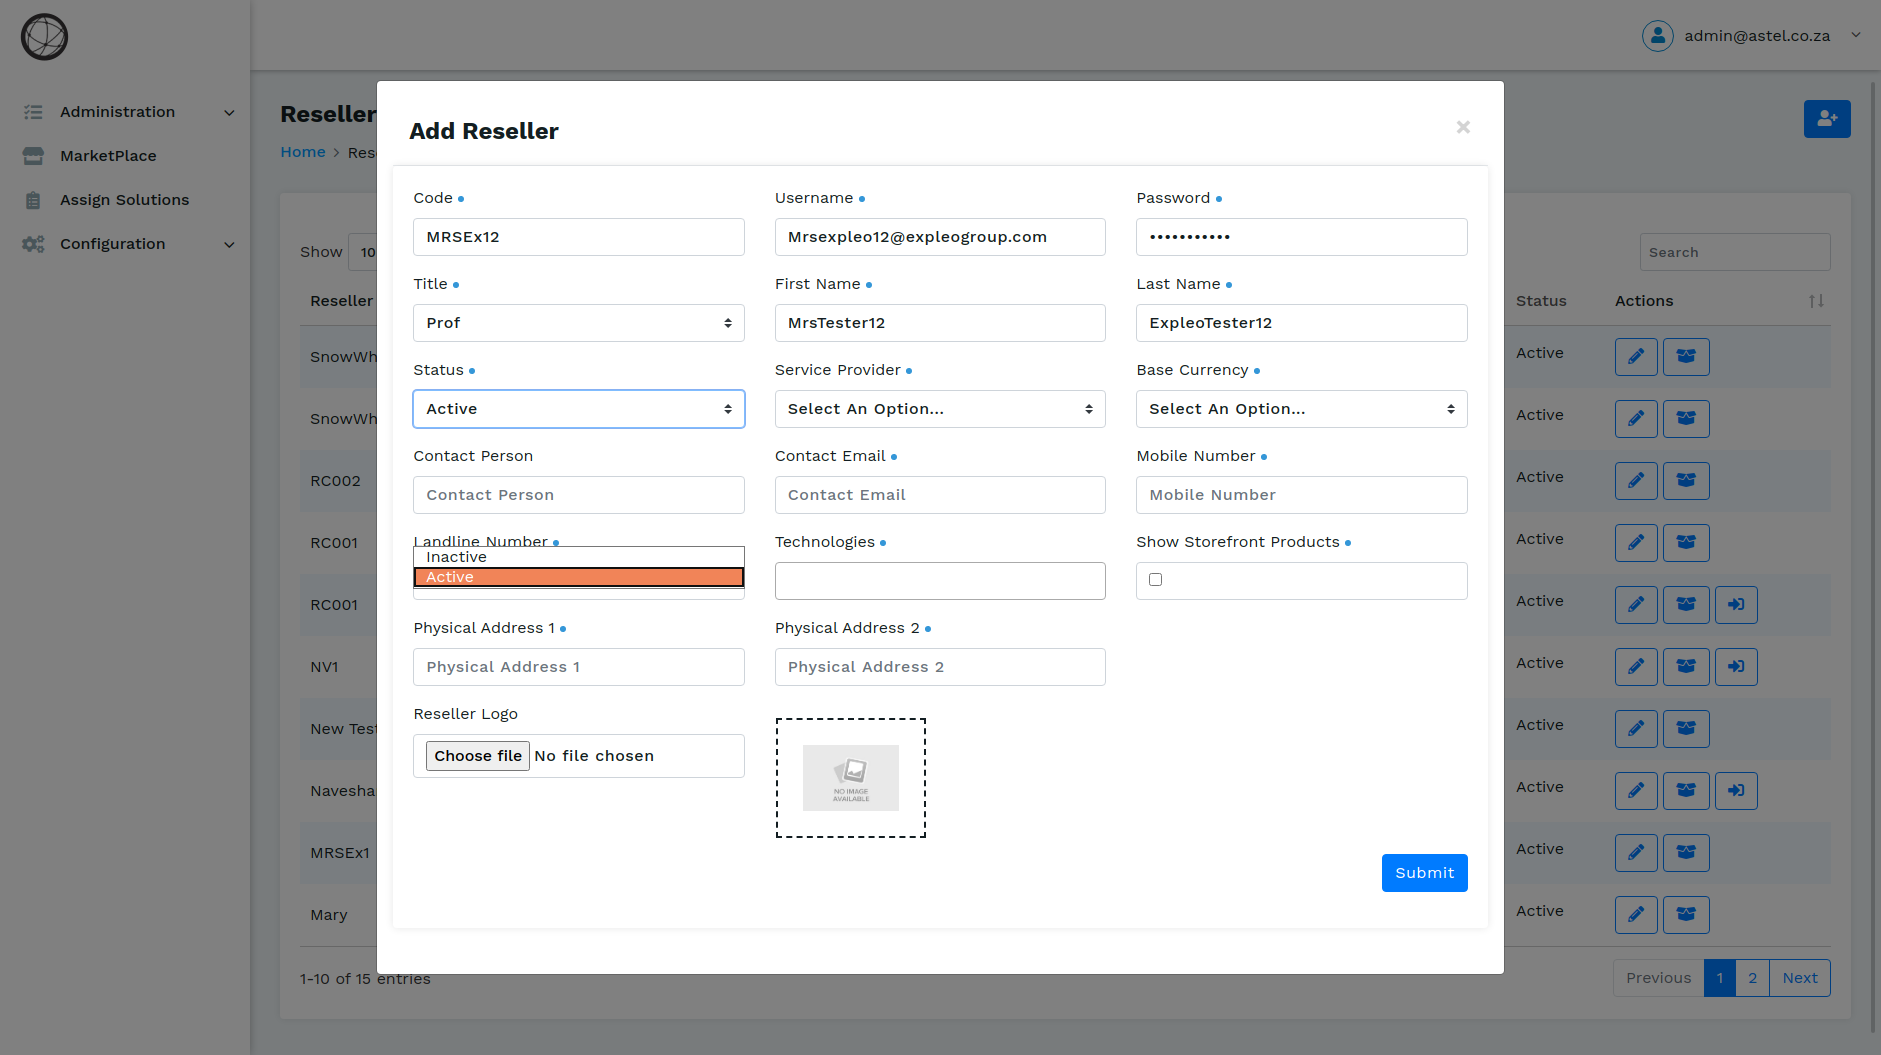 admin@astel.co.za
Administration
MarketPlace
Assign Solutions
Configuration
Reseller
Home > Res
Show 10
Search
Reseller
Status
Actions
SnowWh
Active
SnowWh
Active
RC002
Active
RC001
Active
RC001
Active
NV1
Active
New Test
Active
Navesha
Active
MRSEx1
Active
Mary
Active
1-10 of 15 entries
Previous 1 2 Next
Add Reseller
×
Code
Username
Password
MRSEx12
Mrsexpleo12@expleogroup.com
•••••••••••
Title
First Name
Last Name
Prof
MrsTester12
ExpleoTester12
Status
Service Provider
Base Currency
Active
Select An Option...
Select An Option...
Contact Person
Contact Email
Mobile Number
Contact Person
Contact Email
Mobile Number
Landline Number
Technologies
Show Storefront Products
Inactive
Active
Physical Address 1
Physical Address 2
Physical Address 1
Physical Address 2
Reseller Logo
Choose file No file chosen
NO IMAGE
AVAILABLE
Submit